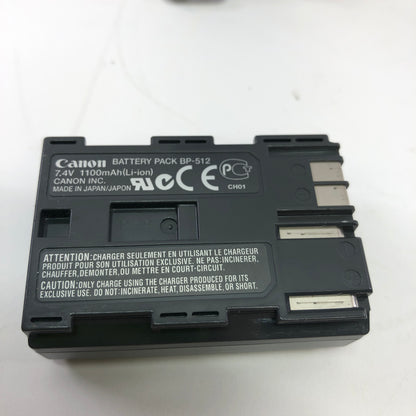 Canon BATTERY PACK BP-512
7.4V 1100mAh(Li-ion)
CANON INC.
MADE IN JAPAN/JAPON
CH01
ATTENTION: CHARGER SEULEMENT EN UTILISANT LE CHARGEUR
PRODUIT POUR SON USAGE EXCLUSIF. NE PAS INCINERER,
CHAUFFER, DEMONTER, OU METTRE EN COURT-CIRCUIT.
CAUTION: ONLY CHARGE USING THE CHARGER PRODUCED FOR ITS
EXCLUSIVE USE. DO NOT INCINERATE, HEAT, DISASSEMBLE, OR SHORT.